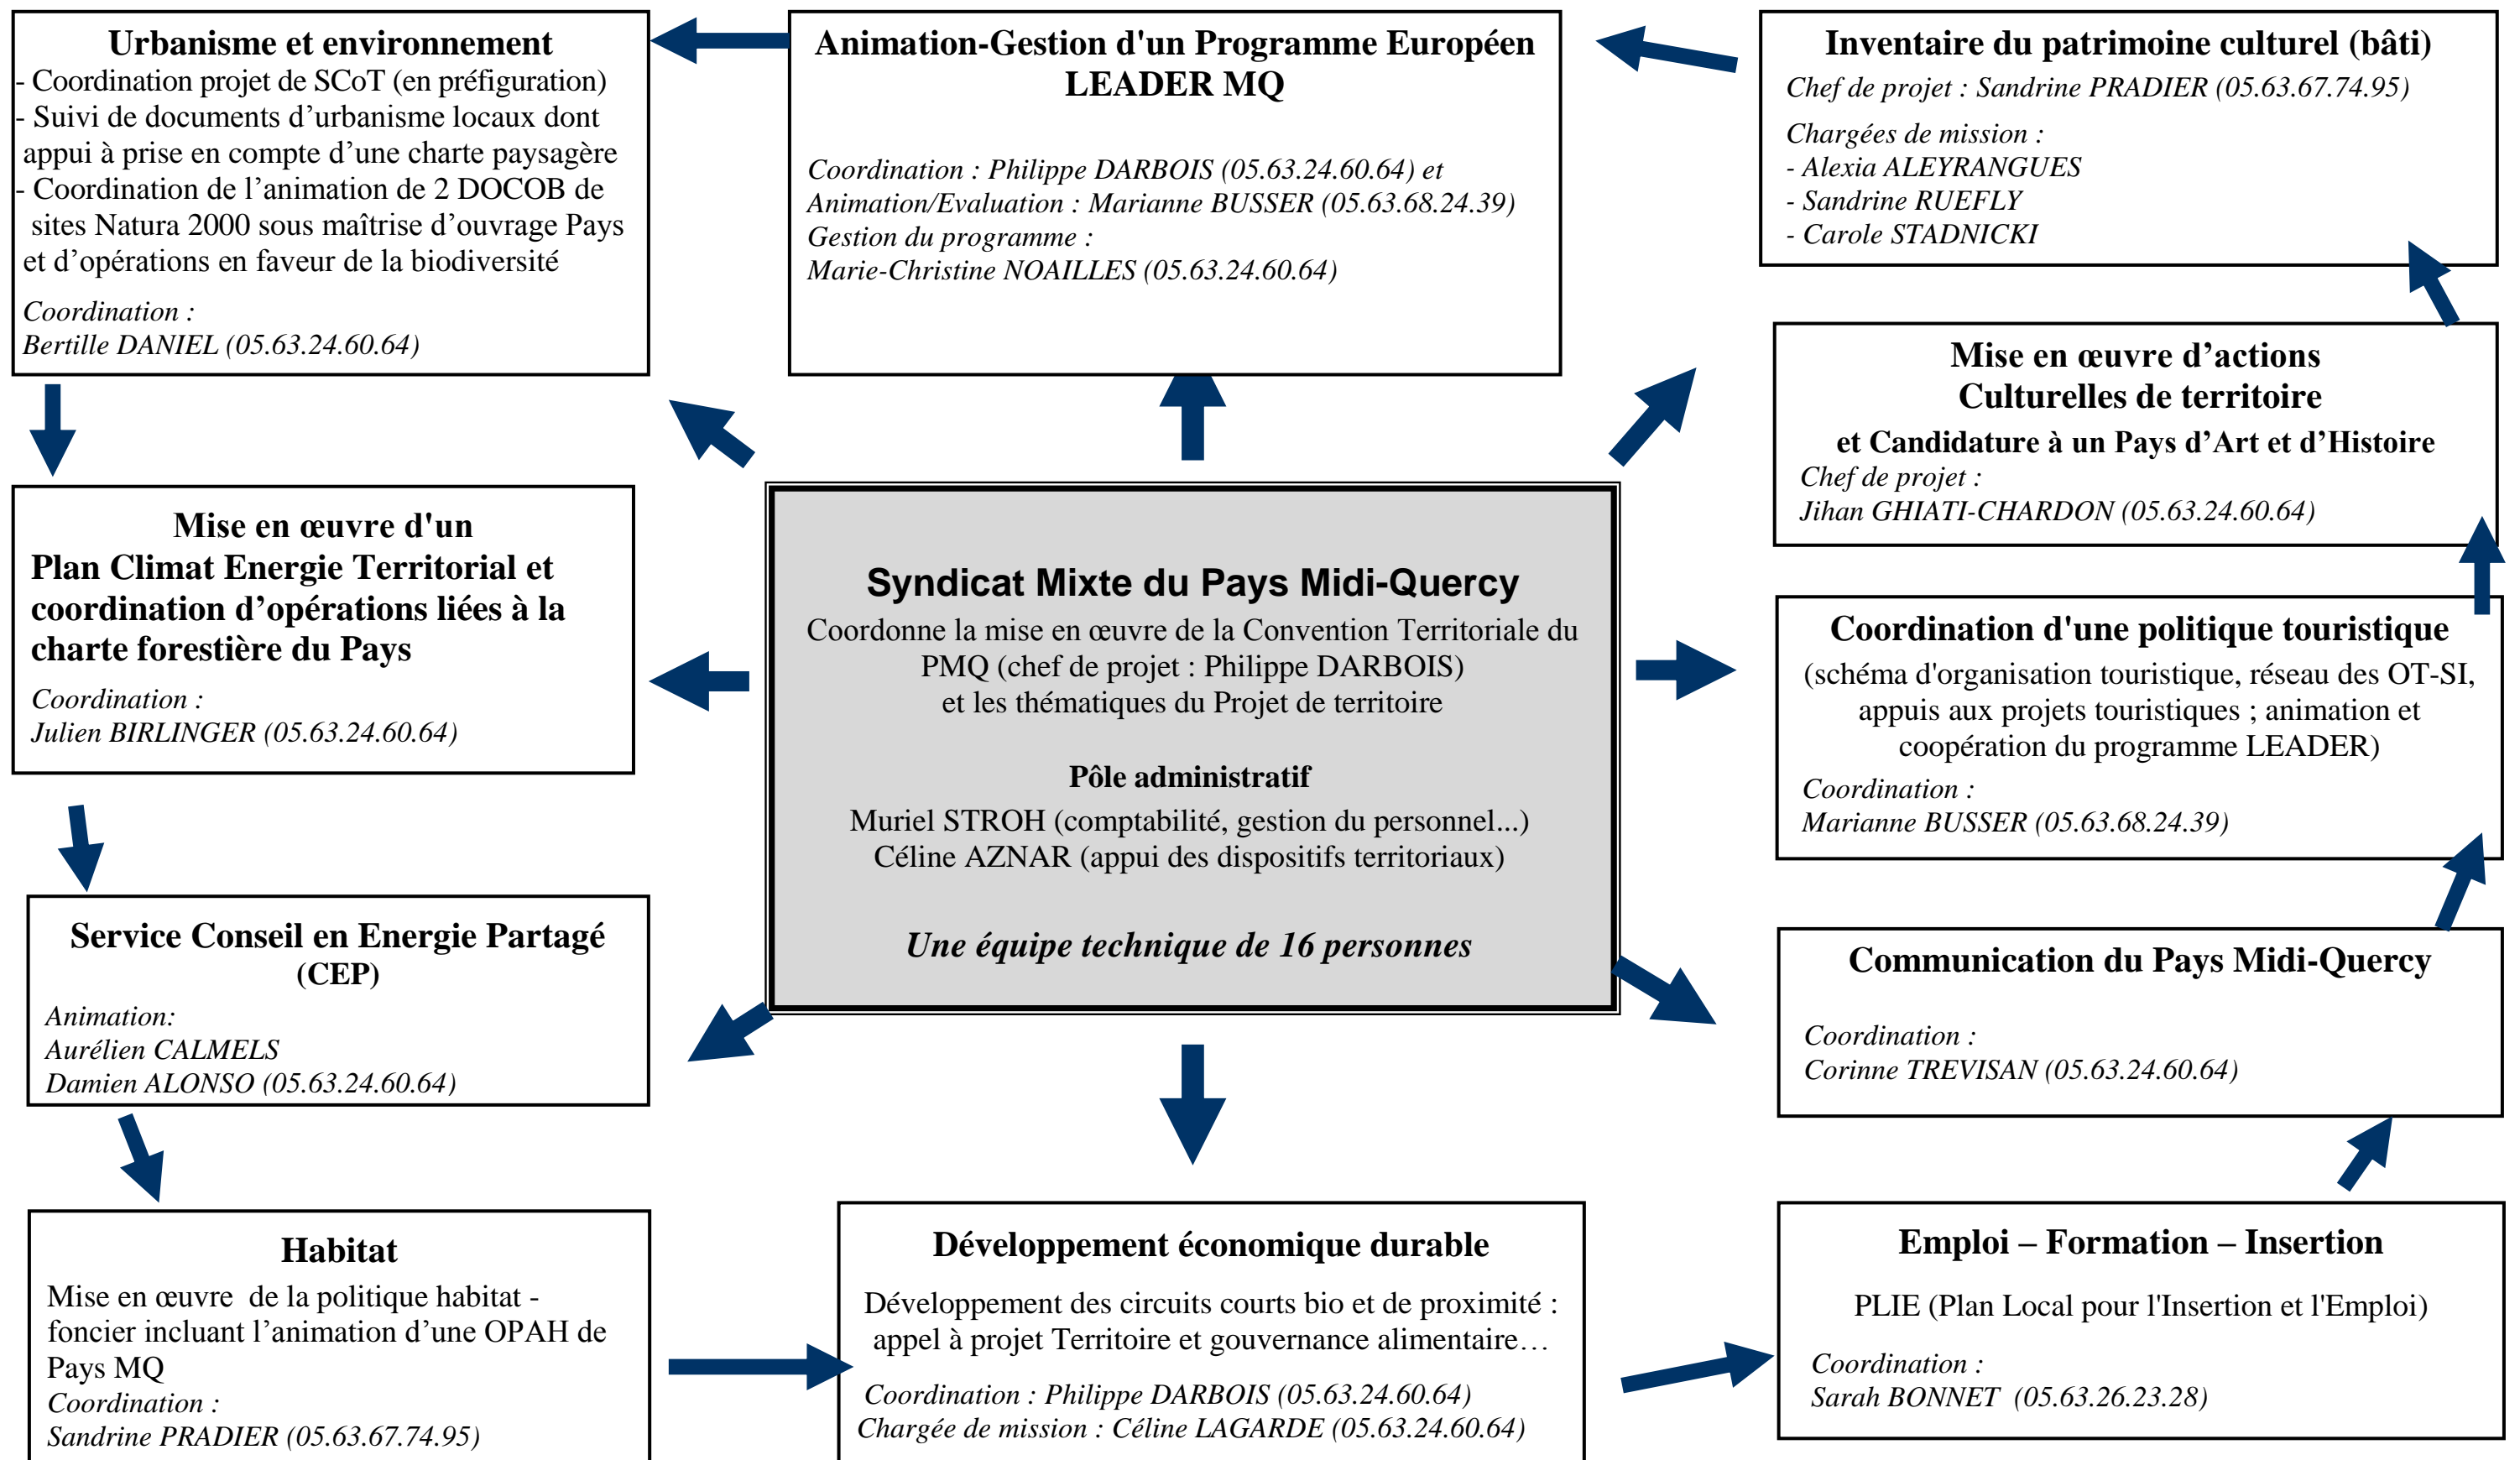 Urbanisme et environnement
- Coordination projet de SCoT (en préfiguration)
- Suivi de documents d’urbanisme locaux dont
appui à prise en compte d’une charte paysagère
- Coordination de l’animation de 2 DOCOB de
sites Natura 2000 sous maîtrise d’ouvrage Pays
et d’opérations en faveur de la biodiversité
Coordination :
Bertille DANIEL (05.63.24.60.64)
Animation-Gestion d'un Programme Européen
LEADER MQ
Coordination : Philippe DARBOIS (05.63.24.60.64) et
Animation/Evaluation : Marianne BUSSER (05.63.68.24.39)
Gestion du programme :
Marie-Christine NOAILLES (05.63.24.60.64)
Inventaire du patrimoine culturel (bâti)
Chef de projet : Sandrine PRADIER (05.63.67.74.95)
Chargées de mission :
- Alexia ALEYRANGUES
- Sandrine RUEFLY
- Carole STADNICKI
Mise en œuvre d’actions
Culturelles de territoire
et Candidature à un Pays d’Art et d’Histoire
Chef de projet :
Jihan GHIATI-CHARDON (05.63.24.60.64)
Mise en œuvre d'un
Plan Climat Energie Territorial et
coordination d’opérations liées à la
charte forestière du Pays
Coordination :
Julien BIRLINGER (05.63.24.60.64)
Syndicat Mixte du Pays Midi-Quercy
Coordonne la mise en œuvre de la Convention Territoriale du
PMQ (chef de projet : Philippe DARBOIS)
et les thématiques du Projet de territoire
Pôle administratif
Muriel STROH (comptabilité, gestion du personnel...)
Céline AZNAR (appui des dispositifs territoriaux)
Une équipe technique de 16 personnes
Coordination d'une politique touristique
(schéma d'organisation touristique, réseau des OT-SI,
appuis aux projets touristiques ; animation et
coopération du programme LEADER)
Coordination :
Marianne BUSSER (05.63.68.24.39)
Service Conseil en Energie Partagé
(CEP)
Animation:
Aurélien CALMELS
Damien ALONSO (05.63.24.60.64)
Communication du Pays Midi-Quercy
Coordination :
Corinne TREVISAN (05.63.24.60.64)
Habitat
Mise en œuvre  de la politique habitat -
foncier incluant l’animation d’une OPAH de
Pays MQ
Coordination :
Sandrine PRADIER (05.63.67.74.95)
Développement économique durable
Développement des circuits courts bio et de proximité :
appel à projet Territoire et gouvernance alimentaire…
Coordination : Philippe DARBOIS (05.63.24.60.64)
Chargée de mission : Céline LAGARDE (05.63.24.60.64)
Emploi – Formation – Insertion
PLIE (Plan Local pour l'Insertion et l'Emploi)
Coordination :
Sarah BONNET  (05.63.26.23.28)